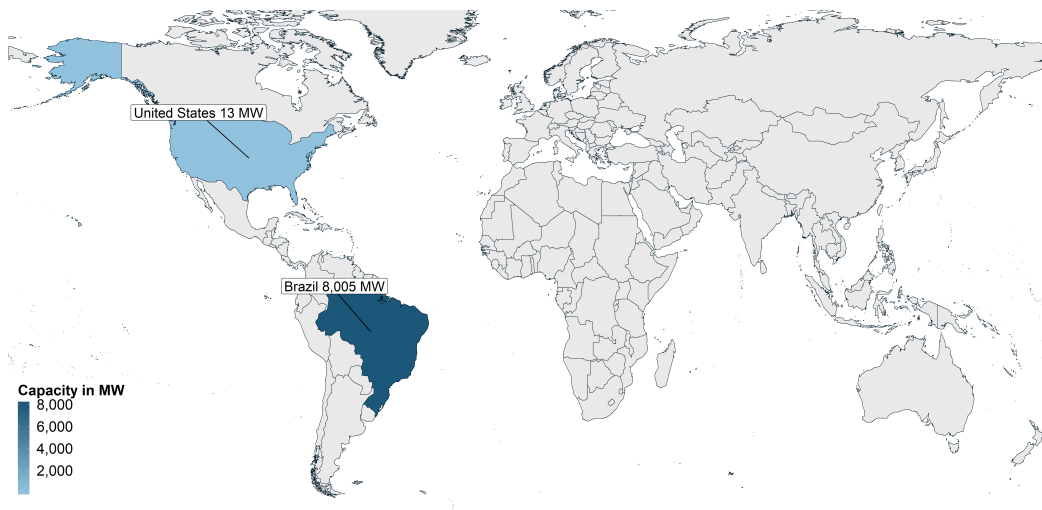 United States 13 MW
Brazil 8,005 MW
Capacity in MW
8,000
6,000
4,000
2,000